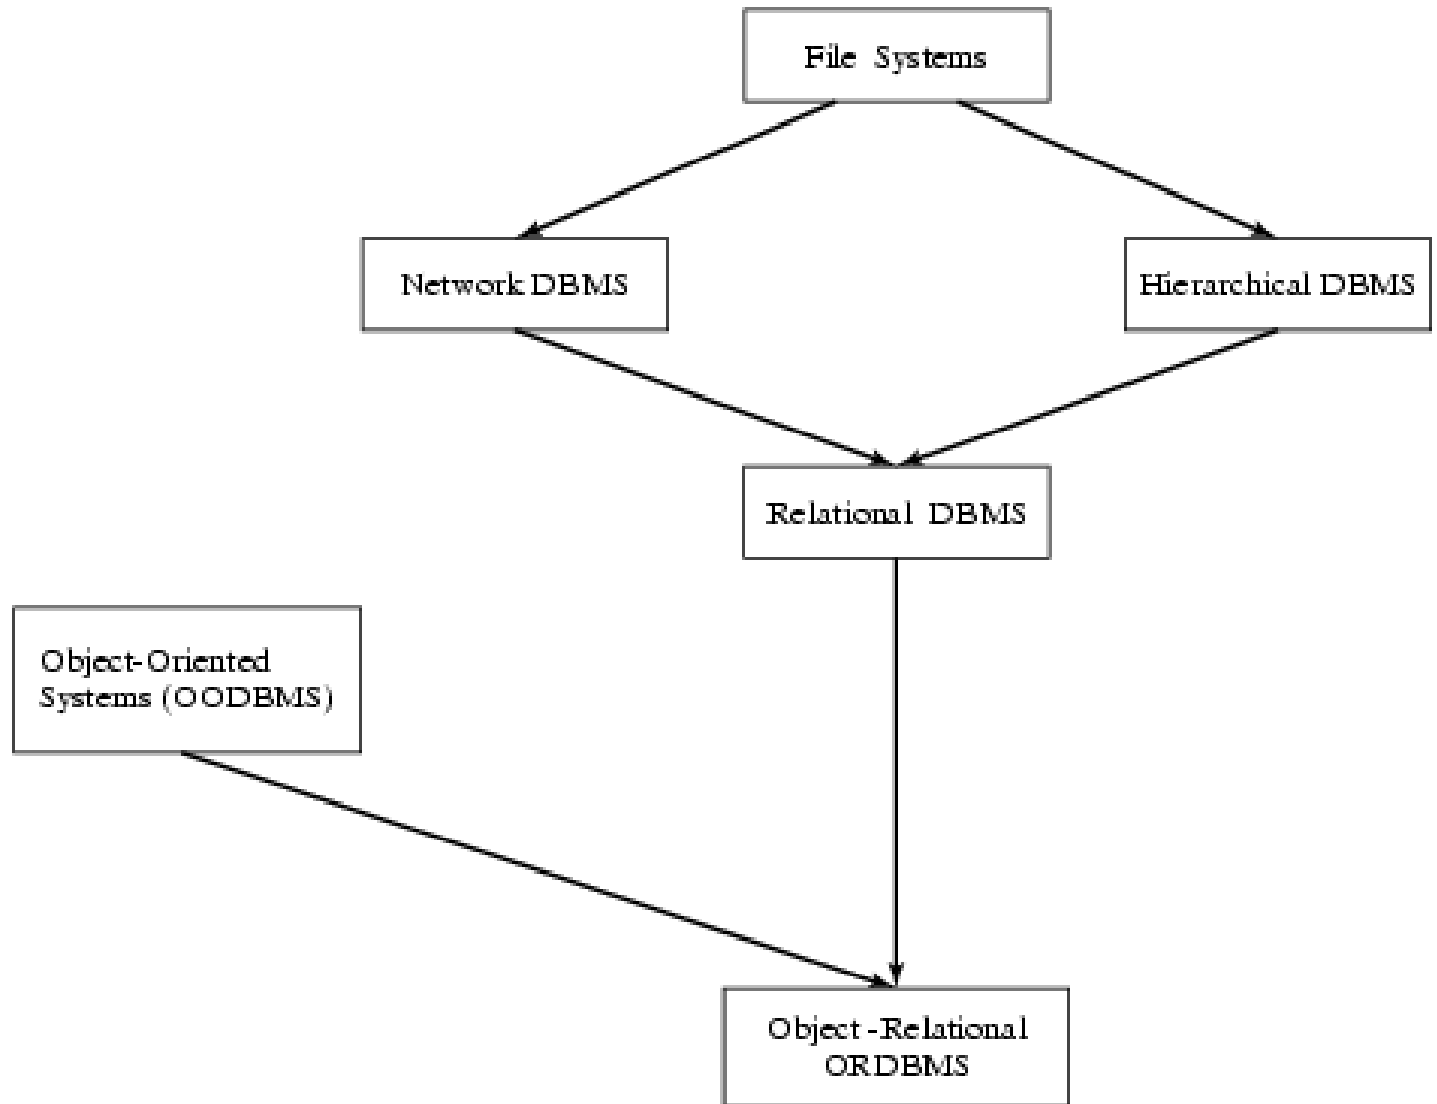 File Systems
Network DBMS
Hierarchical DBMS
Relational DBMS
Object-Oriented
Systems (OODBMS)
Object-Relational
ORDBMS